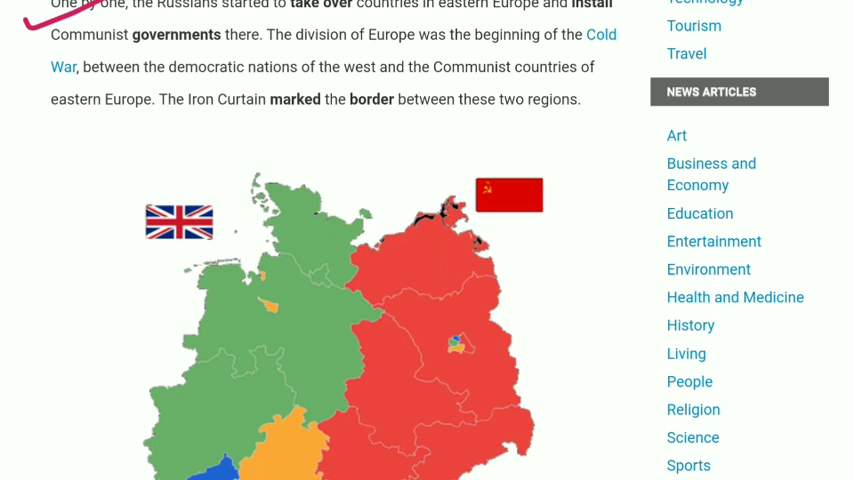 One by one, the Russians started to take over countries in eastern Europe and install
Communist governments there. The division of Europe was the beginning of the Cold
War, between the democratic nations of the west and the Communist countries of
eastern Europe. The Iron Curtain marked the border between these two regions.
Technology
Tourism
Travel
NEWS ARTICLES
Art
Business and
Economy
Education
Entertainment
Environment
Health and Medicine
History
Living
People
Religion
Science
Sports